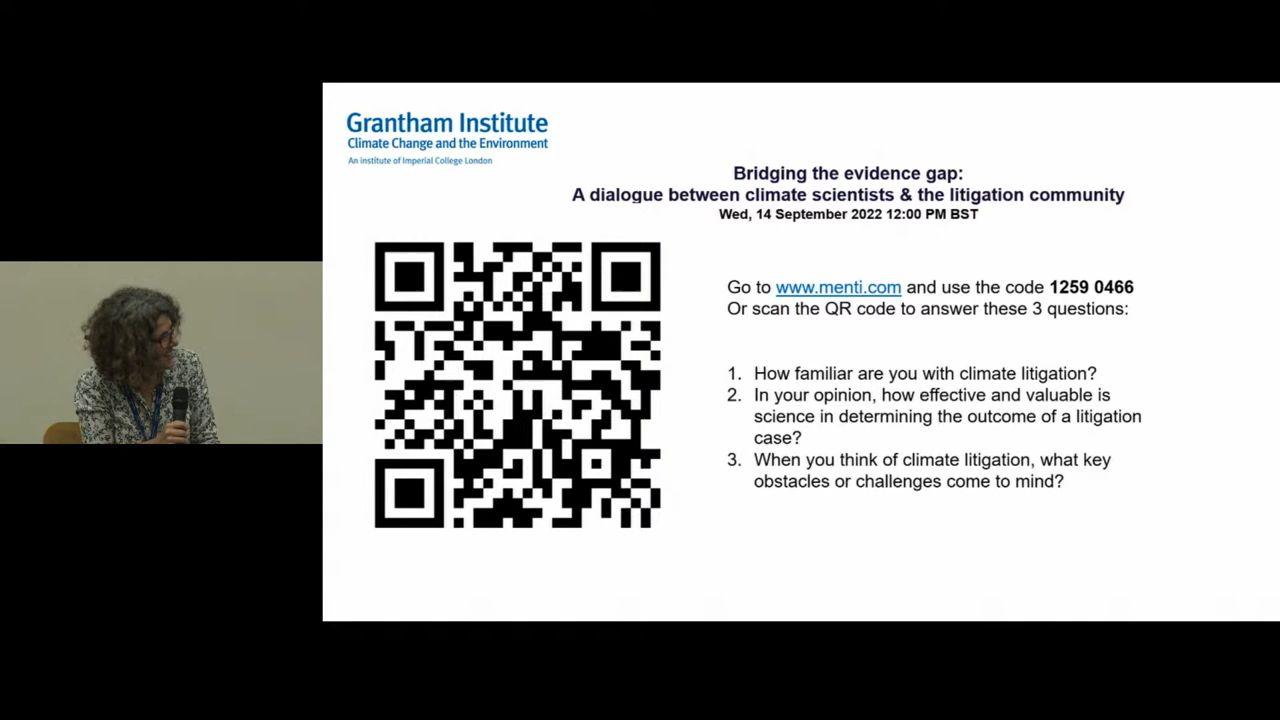 Grantham Institute
Climate Change and the Environment
An institute of Imperial College London
Bridging the evidence gap:
A dialogue between climate scientists & the litigation community
Wed, 14 September 2022 12:00 PM BST
Go to www.menti.com and use the code 1259 0466
Or scan the QR code to answer these 3 questions:
1. How familiar are you with climate litigation?
2. In your opinion, how effective and valuable is
science in determining the outcome of a litigation
case?
3. When you think of climate litigation, what key
obstacles or challenges come to mind?